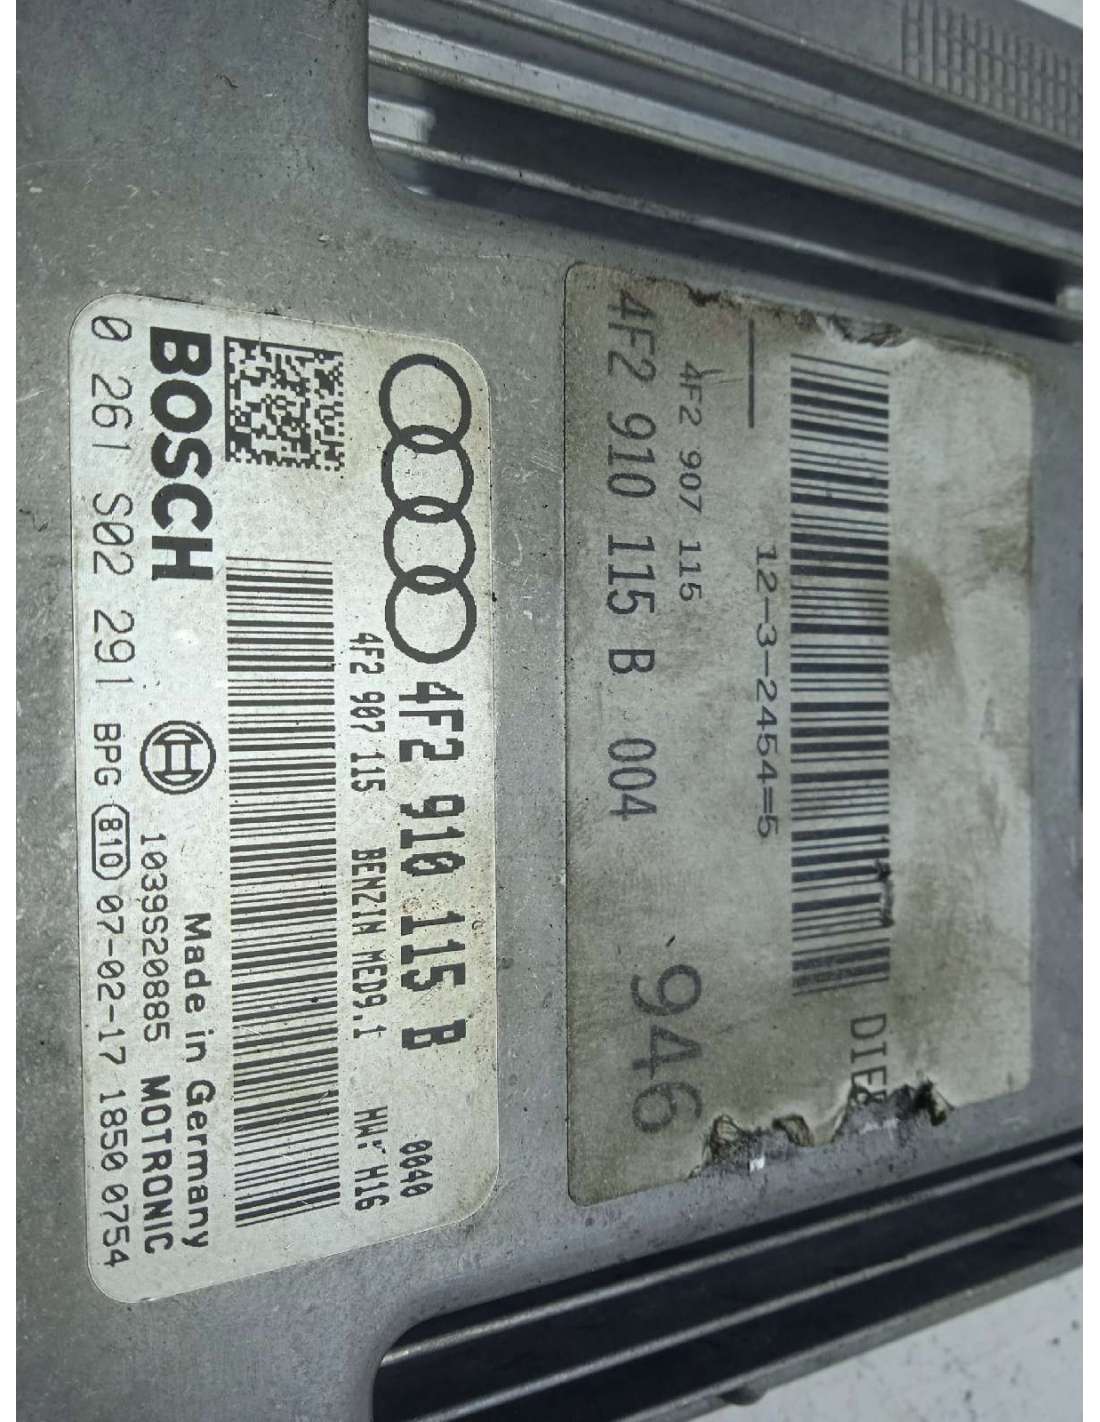 4F2 910 115 B
0040
4F2 907 115 BENZIN MED9.1 HW: H16
BOSCH
Made in Germany
1039S20885 MOTRONIC
0 261 S02 291 BPG 81D 07-02-17 1850 0754
12-3-2454=5
4F2 907 115
4F2 910 115 B 004
946